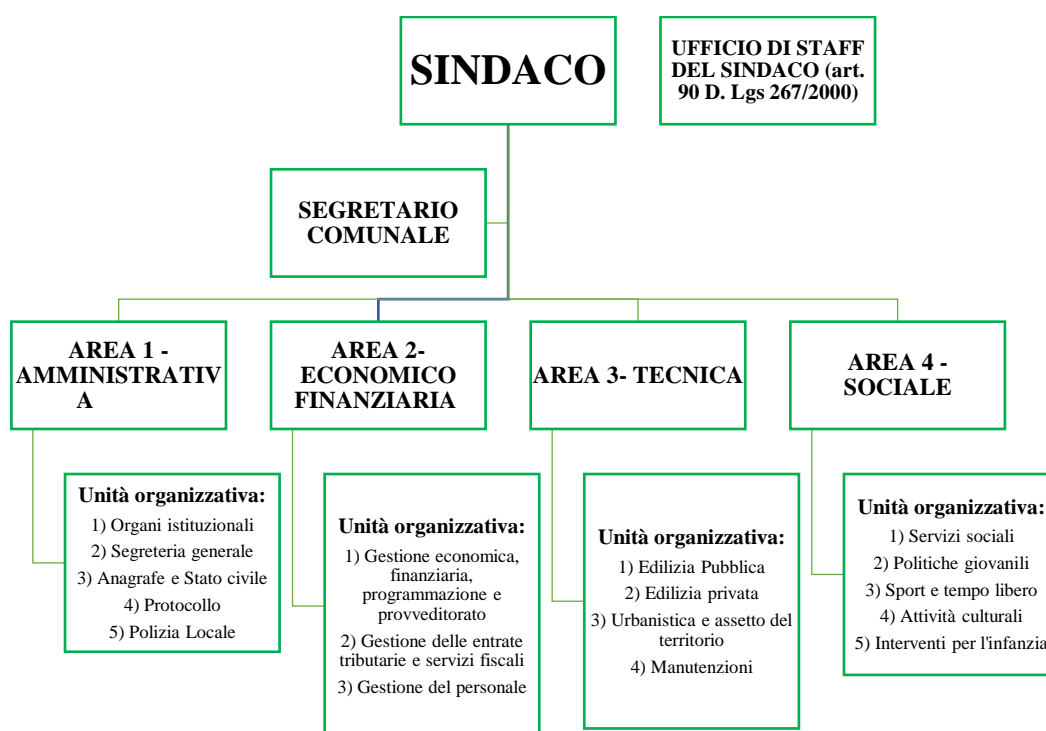 SINDACO
UFFICIO DI STAFF
DEL SINDACO (art.
90 D. Lgs 267/2000)
SEGRETARIO
COMUNALE
AREA 1 -
AMMINISTRATIV
A
AREA 2-
ECONOMICO
FINANZIARIA
AREA 3- TECNICA
AREA 4 -
SOCIALE
Unità organizzativa:
1) Organi istituzionali
2) Segreteria generale
3) Anagrafe e Stato civile
4) Protocollo
5) Polizia Locale
Unità organizzativa:
1) Gestione economica,
finanziaria,
programmazione e
provveditorato
2) Gestione delle entrate
tributarie e servizi fiscali
3) Gestione del personale
Unità organizzativa:
1) Edilizia Pubblica
2) Edilizia privata
3) Urbanistica e assetto del
territorio
4) Manutenzioni
Unità organizzativa:
1) Servizi sociali
2) Politiche giovanili
3) Sport e tempo libero
4) Attività culturali
5) Interventi per l'infanzia